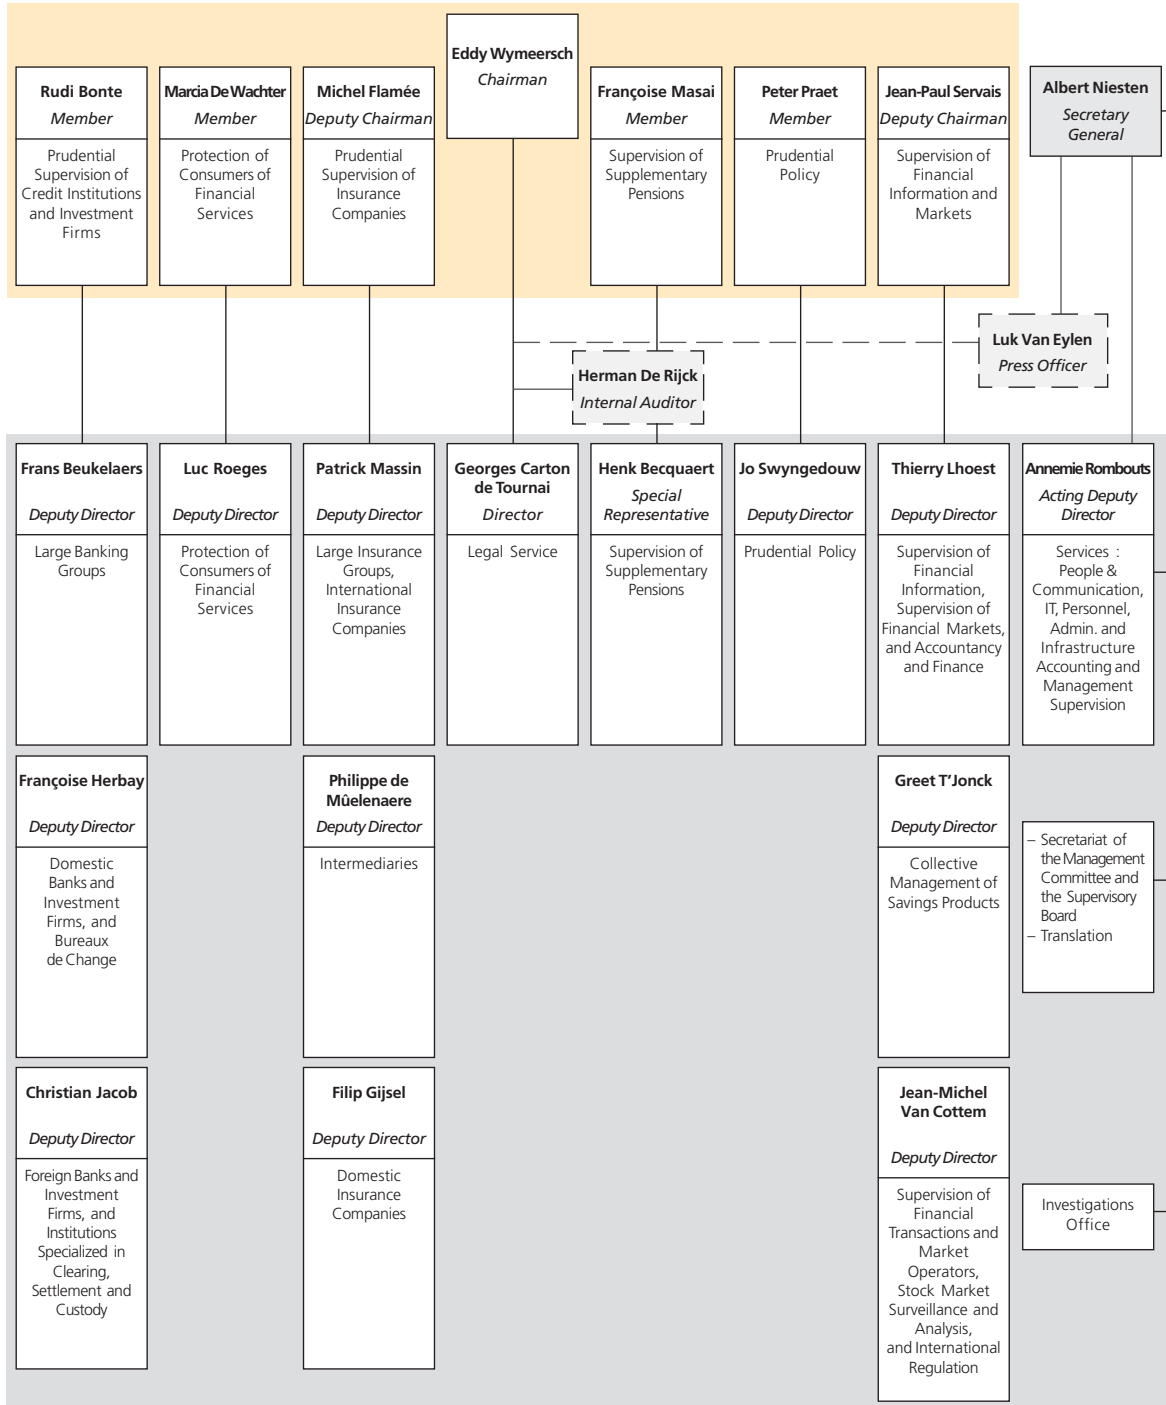 Eddy Wymeersch
Chairman
Rudi Bonte
Member
Prudential
Supervision of
Credit Institutions
and Investment
Firms
Marcia De Wachter
Member
Protection of
Consumers of
Financial
Services
Michel Flamée
Deputy Chairman
Prudential
Supervision of
Insurance
Companies
Françoise Masai
Member
Supervision of
Supplementary
Pensions
Peter Praet
Member
Prudential
Policy
Jean-Paul Servais
Deputy Chairman
Supervision of
Financial
Information and
Markets
Albert Niesten
Secretary
General
Luk Van Eylen
Press Officer
Herman De Rijck
Internal Auditor
Frans Beukelaers
Deputy Director
Large Banking
Groups
Luc Roeges
Deputy Director
Protection of
Consumers of
Financial
Services
Patrick Massin
Deputy Director
Large Insurance
Groups,
International
Insurance
Companies
Georges Carton
de Tournai
Director
Legal Service
Henk Becquaert
Special
Representative
Supervision of
Supplementary
Pensions
Jo Swyngedouw
Deputy Director
Prudential Policy
Thierry Lhoest
Deputy Director
Supervision of
Financial
Information,
Supervision of
Financial Markets,
and Accountancy
and Finance
Annemie Rombouts
Acting Deputy
Director
Services :
People &
Communication,
IT, Personnel,
Admin. and
Infrastructure
Accounting and
Management
Supervision
Françoise Herbay
Deputy Director
Domestic
Banks and
Investment
Firms, and
Bureaux
de Change
Philippe de
Mûelenaere
Deputy Director
Intermediaries
Greet T'Jonck
Deputy Director
Collective
Management of
Savings Products
– Secretariat of
the Management
Committee and
the Supervisory
Board
– Translation
Christian Jacob
Deputy Director
Foreign Banks and
Investment
Firms, and
Institutions
Specialized in
Clearing,
Settlement and
Custody
Filip Gijsel
Deputy Director
Domestic
Insurance
Companies
Jean-Michel
Van Cottem
Deputy Director
Supervision of
Financial
Transactions and
Market
Operators,
Stock Market
Surveillance and
Analysis,
and International
Regulation
Investigations
Office